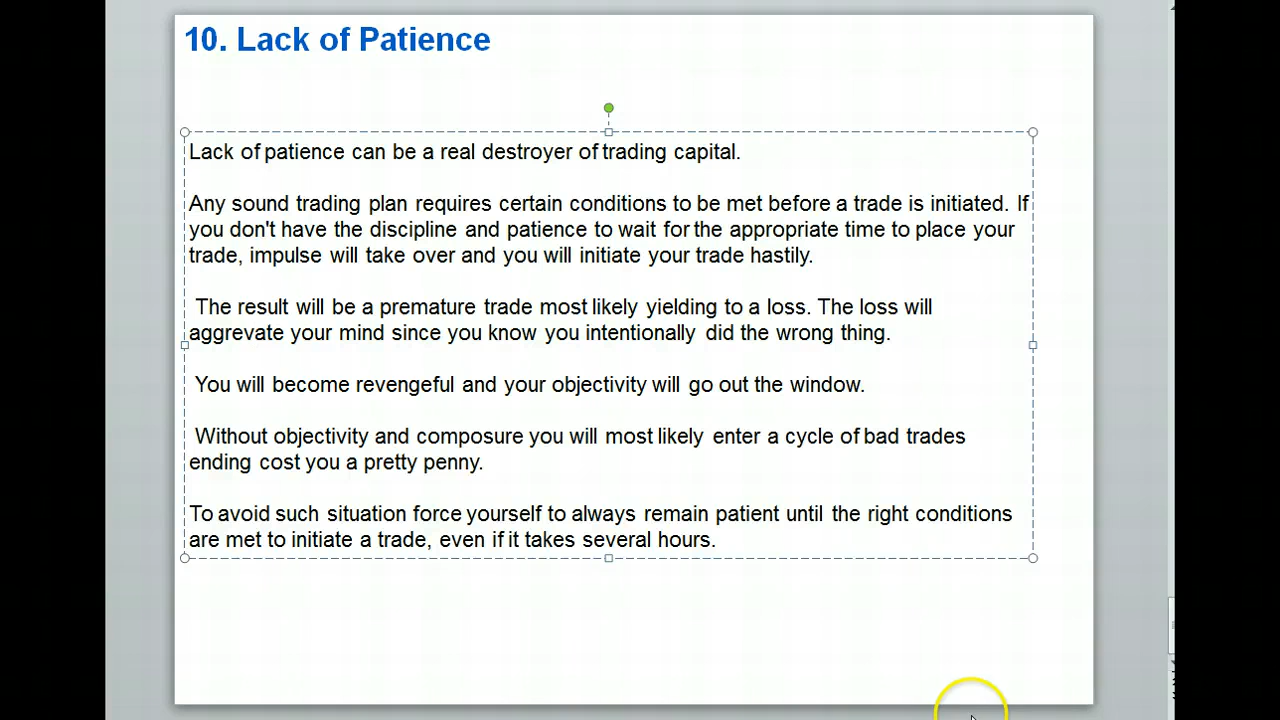 10. Lack of Patience
Lack of patience can be a real destroyer of trading capital.
Any sound trading plan requires certain conditions to be met before a trade is initiated. If
you don't have the discipline and patience to wait for the appropriate time to place your
trade, impulse will take over and you will initiate your trade hastily.
The result will be a premature trade most likely yielding to a loss. The loss will
aggrevate your mind since you know you intentionally did the wrong thing.
You will become revengeful and your objectivity will go out the window.
Without objectivity and composure you will most likely enter a cycle of bad trades
ending cost you a pretty penny.
To avoid such situation force yourself to always remain patient until the right conditions
are met to initiate a trade, even if it takes several hours.